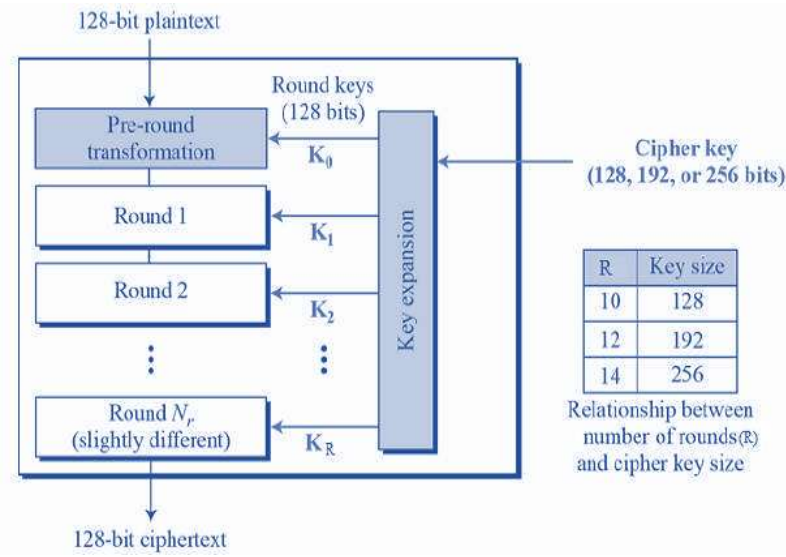 128-bit plaintext
Round keys
(128 bits)
Pre-round
transformation
K0
Cipher key
(128, 192, or 256 bits)
Round 1
K1
Key expansion
Round 2
K2
R Key size
10 128
12 192
14 256
Relationship between
number of rounds(R)
and cipher key size
Round Nr
(slightly different)
KR
128-bit ciphertext